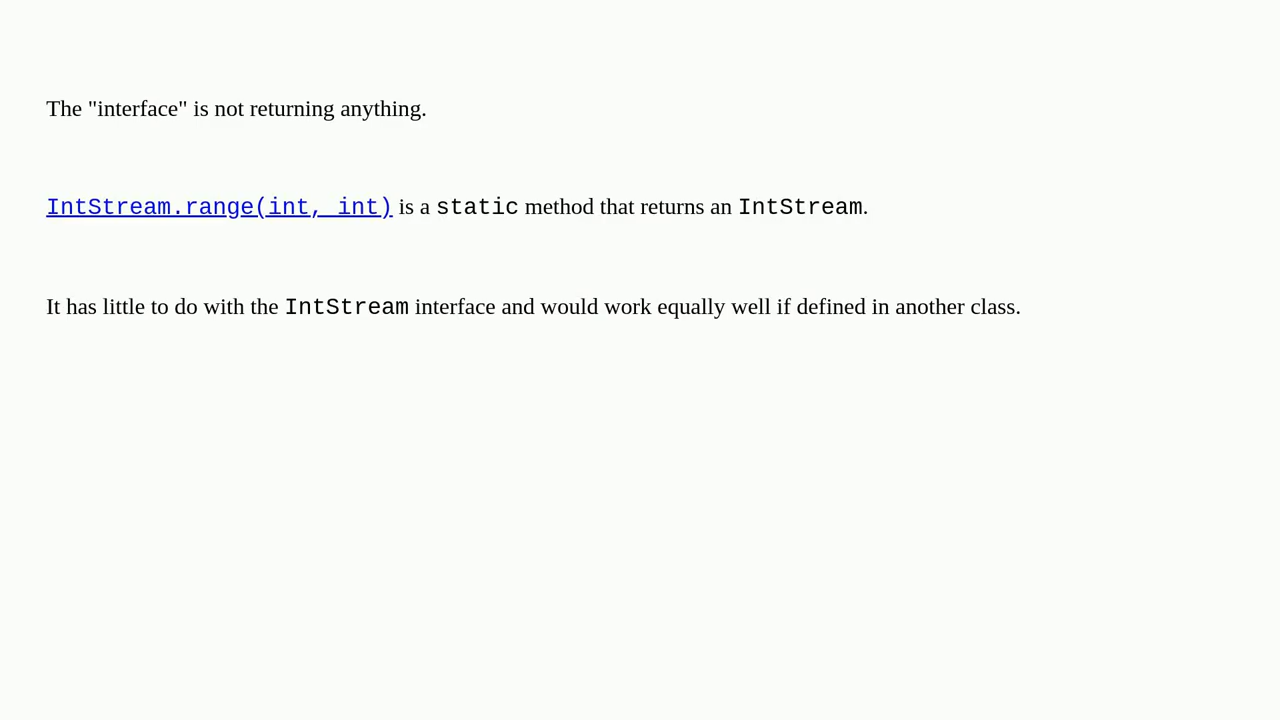 The "interface" is not returning anything.
IntStream.range(int, int) is a static method that returns an IntStream.
It has little to do with the IntStream interface and would work equally well if defined in another class.